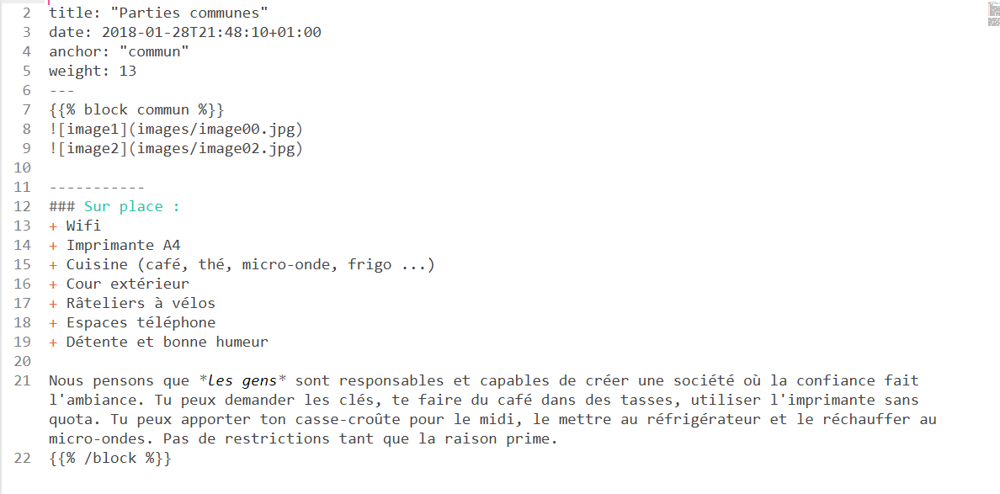 2 title: "Parties communes"
3 date: 2018-01-28T21:48:10+01:00
4 anchor: "commun"
5 weight: 13
6 ---
7 {{% block commun %}}
8 ![image1](images/image00.jpg)
9 ![image2](images/image02.jpg)
10
11 -----------
12 ### Sur place :
13 + Wifi
14 + Imprimante A4
15 + Cuisine (café, thé, micro-onde, frigo ...)
16 + Cour extérieur
17 + Râteliers à vélos
18 + Espaces téléphone
19 + Détente et bonne humeur
20
21 Nous pensons que *les gens* sont responsables et capables de créer une société où la confiance fait
l'ambiance. Tu peux demander les clés, te faire du café dans des tasses, utiliser l'imprimante sans
quota. Tu peux apporter ton casse-croûte pour le midi, le mettre au réfrigérateur et le réchauffer au
micro-ondes. Pas de restrictions tant que la raison prime.
22 {{% /block %}}